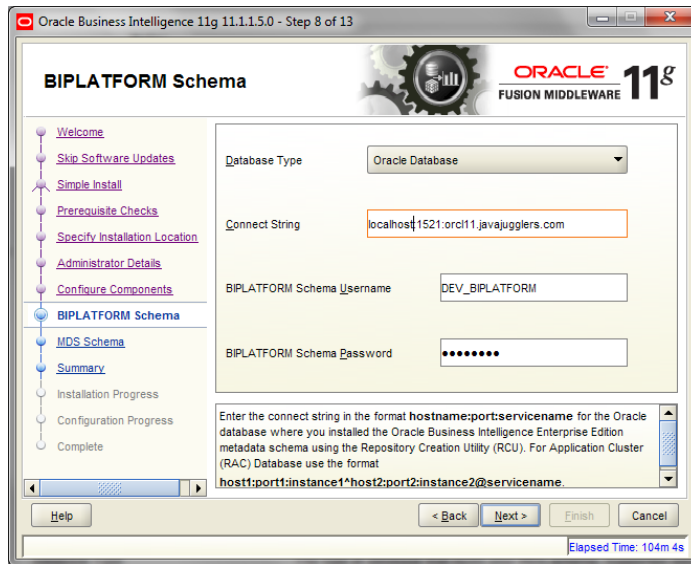 Oracle Business Intelligence 11g 11.1.1.5.0 - Step 8 of 13
BIPLATFORM Schema
ORACLE
FUSION MIDDLEWARE
11g
Welcome
Skip Software Updates
Simple Install
Prerequisite Checks
Specify Installation Location
Administrator Details
Configure Components
BIPLATFORM Schema
MDS Schema
Summary
Installation Progress
Configuration Progress
Complete
Database Type
Oracle Database
Connect String
localhost:1521:orcl11.javajugglers.com
BIPLATFORM Schema Username
DEV_BIPLATFORM
BIPLATFORM Schema Password
●●●●●●●●
Enter the connect string in the format hostname:port:servicename for the Oracle
database where you installed the Oracle Business Intelligence Enterprise Edition
metadata schema using the Repository Creation Utility (RCU). For Application Cluster
(RAC) Database use the format
host1:port1:instance1^host2:port2:instance2@servicename.
Help
< Back
Next >
Finish
Cancel
Elapsed Time: 104m 4s